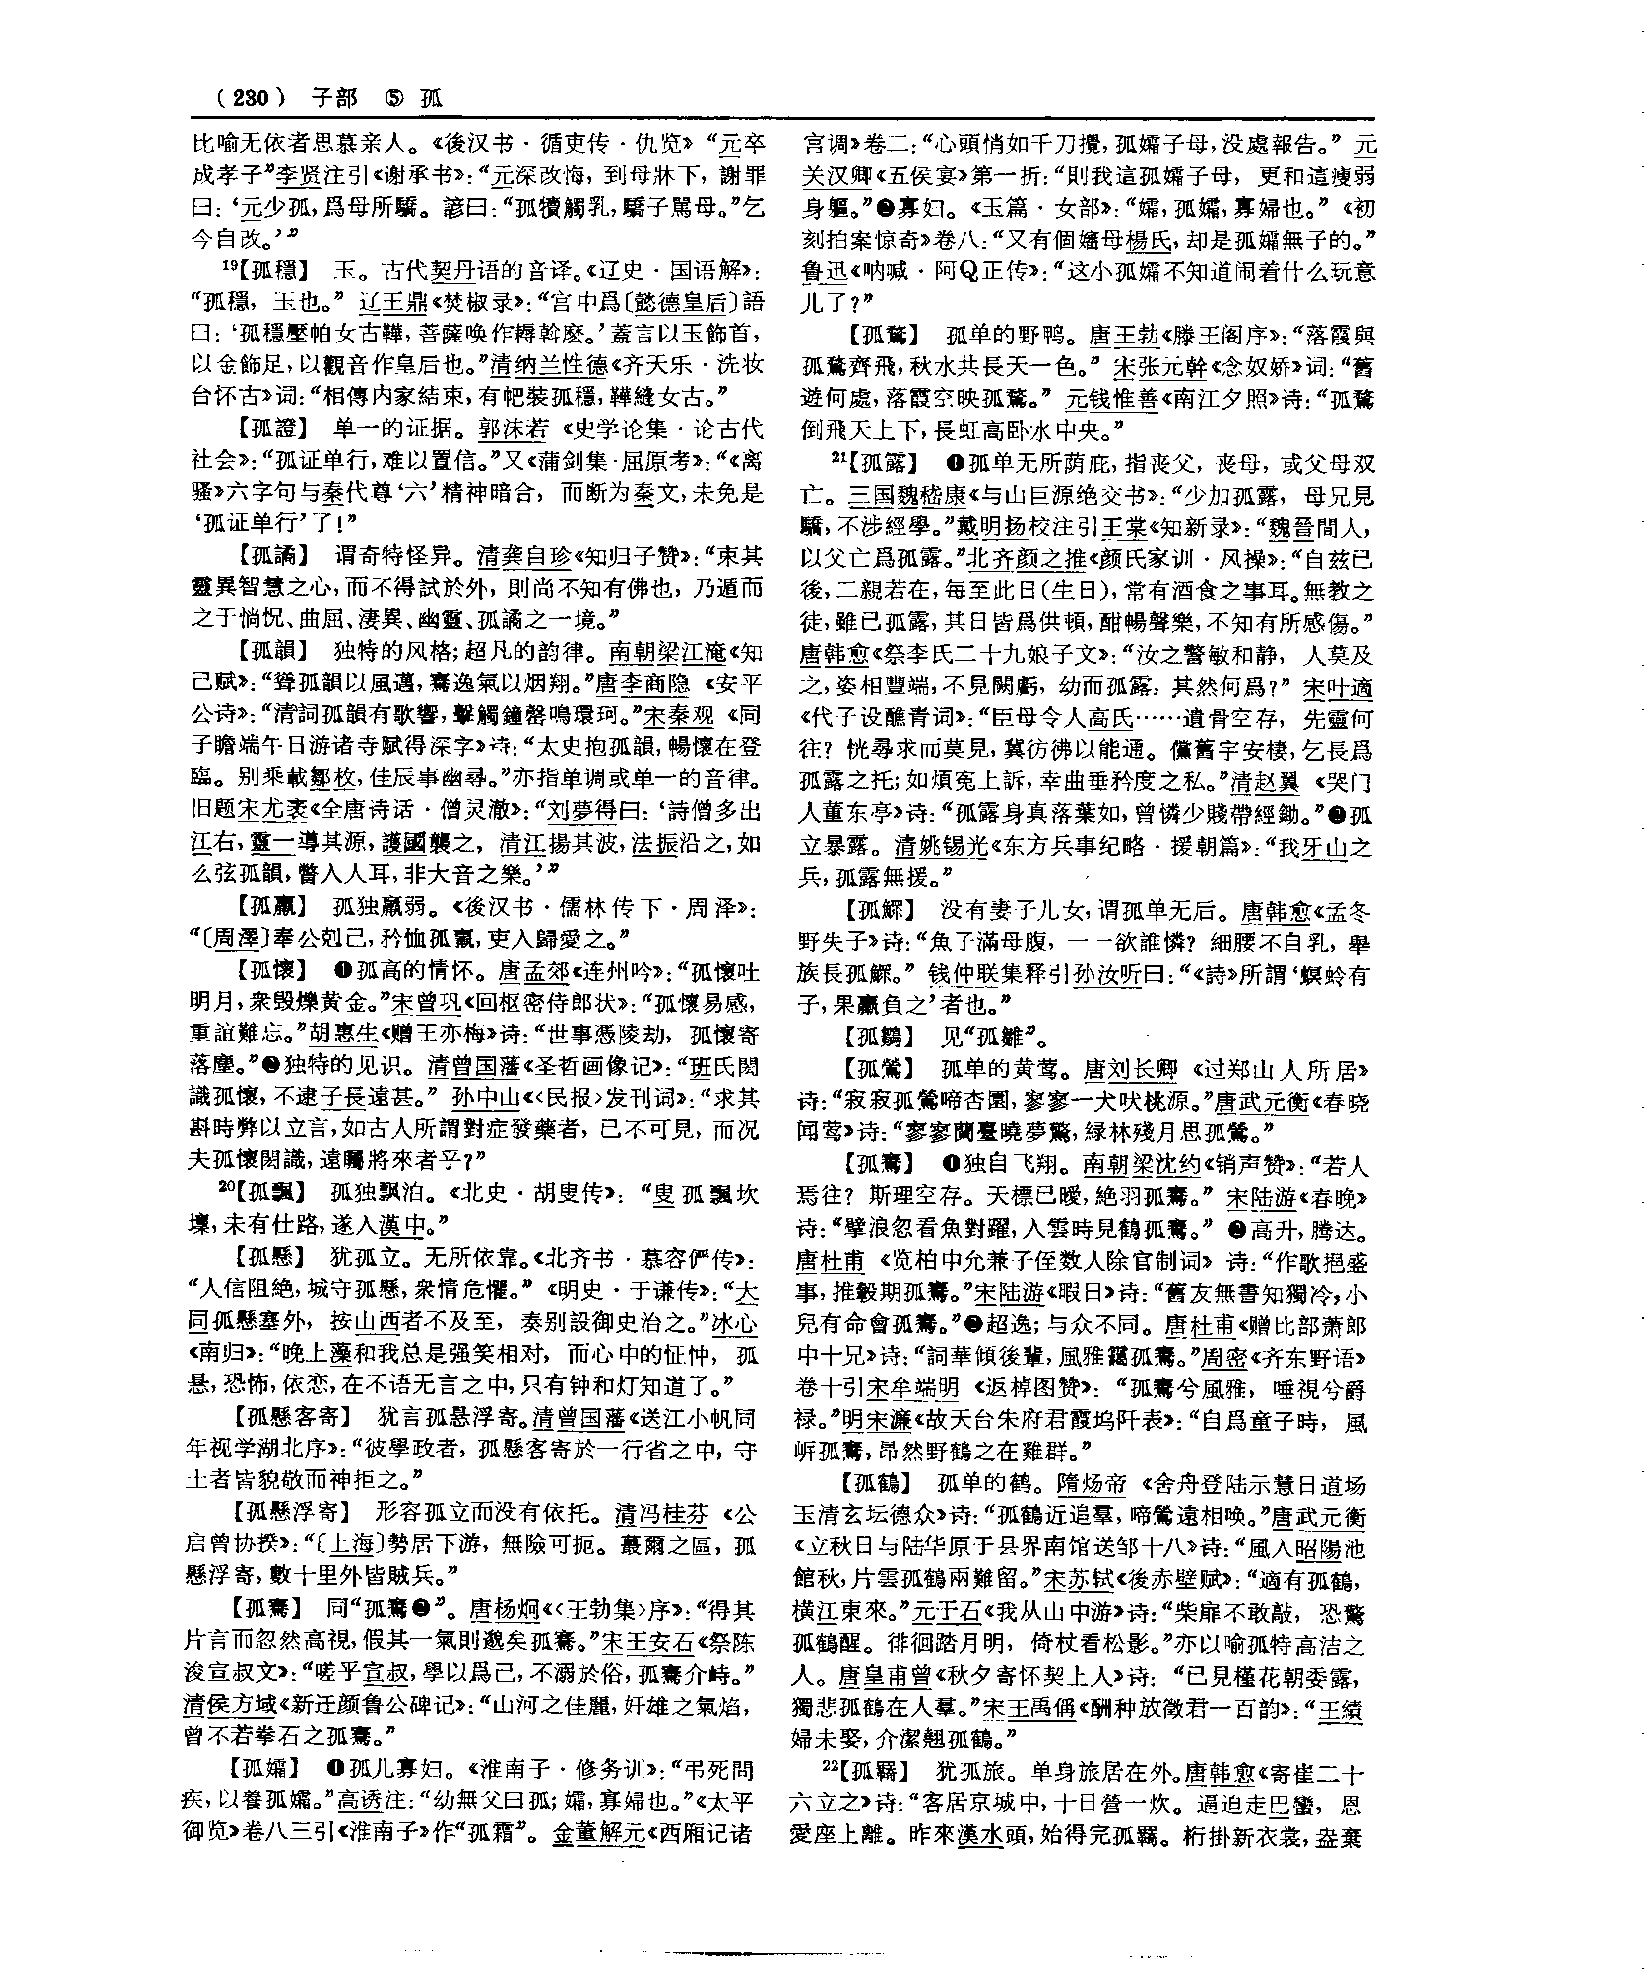 （230） 子部 ⑤ 孤
比喻无依者思慕亲人。《後汉书·循吏传·仇览》“元卒
成孝子”李贤注引《谢承书》：“元深改悔，到母牀下，謝罪
曰：‘元少孤，爲母所驕。諺曰：“孤犢觸乳，驕子駡母。”乞
今自改。’”
19【孤穩】 玉。古代契丹语的音译。《辽史·国语解》：
“孤穩，玉也。” 辽王鼎《焚椒录》：“宫中爲〔懿德皇后〕語
曰：‘孤穩壓帕女古鞾，菩薩唤作耨斡麽。’蓋言以玉飾首，
以金飾足，以觀音作皇后也。”清纳兰性德《齐天乐·洗妆
台怀古》词：“相傳内家結束，有帊裝孤穩，鞾縫女古。”
【孤證】 单一的证据。郭沫若《史学论集·论古代
社会》：“孤证单行，难以置信。”又《蒲剑集·屈原考》：“《离
骚》六字句与秦代尊‘六’精神暗合，而断为秦文，未免是
‘孤证单行’了！”
【孤譎】 谓奇特怪异。清龚自珍《知归子赞》：“束其
靈異智慧之心，而不得試於外，則尚不知有佛也，乃遁而
之于惝怳、曲屈、淒異、幽靈、孤譎之一境。”
【孤韻】 独特的风格；超凡的韵律。南朝梁江淹《知
己赋》：“聳孤韻以風邁，騫逸氣以烟翔。”唐李商隐《安平
公诗》：“清詞孤韻有歌響，擊觸鐘磬鳴環珂。”宋秦观《同
子瞻端午日游诸寺赋得深字》诗：“太史抱孤韻，暢懷在登
臨。别乘載鄒枚，佳辰事幽尋。”亦指单调或单一的音律。
旧题宋尤袤《全唐诗话·僧灵澈》：“刘夢得曰：‘詩僧多出
江右，靈一導其源，護國襲之，清江揚其波，法振沿之，如
么弦孤韻，瞥入人耳，非大音之樂。’”
【孤羸】 孤独羸弱。《後汉书·儒林传下·周泽》：
“〔周澤〕奉公剋己，矜恤孤羸，吏人歸愛之。”
【孤懷】 ❶孤高的情怀。唐孟郊《连州吟》：“孤懷吐
明月，衆毁爍黄金。”宋曾巩《回枢密侍郎状》：“孤懷易感，
重誼難忘。”胡惠生《赠王亦梅》诗：“世事憑陵劫，孤懷寄
落塵。”❷独特的见识。清曾国藩《圣哲画像记》：“班氏閎
識孤懷，不逮子長遠甚。”孙中山《〈民报〉发刊词》：“求其
斟時弊以立言，如古人所謂對症發藥者，已不可見，而况
夫孤懷閎識，遠矚將來者乎？”
20【孤飄】 孤独飘泊。《北史·胡叟传》：“叟孤飄坎
壈，未有仕路，遂入漢中。”
【孤懸】 犹孤立。无所依靠。《北齐书·慕容俨传》：
“人信阻絶，城守孤懸，衆情危懼。”《明史·于谦传》：“大
同孤懸塞外，按山西者不及至，奏别設御史治之。”冰心
《南归》：“晚上藻和我总是强笑相对，而心中的怔忡，孤
悬，恐怖，依恋，在不语无言之中，只有钟和灯知道了。”
【孤懸客寄】 犹言孤悬浮寄。清曾国藩《送江小帆同
年视学湖北序》：“彼學政者，孤懸客寄於一行省之中，守
土者皆貌敬而神拒之。”
【孤懸浮寄】 形容孤立而没有依托。清冯桂芬《公
启曾协揆》：“〔上海〕勢居下游，無險可扼。蕞爾之區，孤
懸浮寄，數十里外皆賊兵。”
【孤騫】 同“孤騫❷”。唐杨炯《〈王勃集〉序》：“得其
片言而忽然高視，假其一氣則邈矣孤騫。”宋王安石《祭陈
浚宣叔文》：“嗟乎宣叔，學以爲己，不溺於俗，孤騫介峙。”
清侯方域《新迁颜鲁公碑记》：“山河之佳麗，奸雄之氣焰，
曾不若拳石之孤騫。”
【孤孀】 ❶孤儿寡妇。《淮南子·修务训》：“弔死問
疾，以養孤孀。”高诱注：“幼無父曰孤；孀，寡婦也。”《太平
御览》卷八三引《淮南子》作“孤霜”。金董解元《西厢记诸
宫调》卷二：“心頭悄如千刀攪，孤孀子母，没處報告。”元
关汉卿《五侯宴》第一折：“則我這孤孀子母，更和這瘦弱
身軀。”❷寡妇。《玉篇·女部》：“孀，孤孀，寡婦也。”《初
刻拍案惊奇》卷八：“又有個嬸母楊氏，却是孤孀無子的。”
鲁迅《呐喊·阿Q正传》：“这小孤孀不知道闹着什么玩意
儿了？”
【孤鶩】 孤单的野鸭。唐王勃《滕王阁序》：“落霞與
孤鶩齊飛，秋水共長天一色。”宋张元幹《念奴娇》词：“舊
遊何處，落霞空映孤鶩。”元钱惟善《南江夕照》诗：“孤鶩
倒飛天上下，長虹高卧水中央。”
21【孤露】 ❶孤单无所荫庇，指丧父，丧母，或父母双
亡。三国魏嵇康《与山巨源绝交书》：“少加孤露，母兄見
驕，不涉經學。”戴明扬校注引王棠《知新录》：“魏晉間人，
以父亡爲孤露。”北齐颜之推《颜氏家训·风操》：“自兹已
後，二親若在，每至此日（生日），常有酒食之事耳。無教之
徒，雖已孤露，其日皆爲供頓，酣暢聲樂，不知有所感傷。”
唐韩愈《祭李氏二十九娘子文》：“汝之警敏和静，人莫及
之，姿相豐端，不見闕虧，幼而孤露，其然何爲？”宋叶適
《代子设醮青词》：“臣母令人高氏……遺骨空存，先靈何
往？恍尋求而莫見，冀彷彿以能通。儻舊宇安棲，乞長爲
孤露之托；如煩冤上訴，幸曲垂矜度之私。”清赵翼《哭门
人董东亭》诗：“孤露身真落葉如，曾憐少賤帶經鋤。”❷孤
立暴露。清姚锡光《东方兵事纪略·援朝篇》：“我牙山之
兵，孤露無援。”
【孤鰥】 没有妻子儿女，谓孤单无后。唐韩愈《孟冬
野失子》诗：“魚子滿母腹，一一欲誰憐？細腰不自乳，舉
族長孤鰥。”钱仲联集释引孙汝听曰：“《詩》所謂‘螟蛉有
子，果蠃負之’者也。”
【孤鷄】 见“孤雛”。
【孤鶯】 孤单的黄莺。唐刘长卿《过郑山人所居》
诗：“寂寂孤鶯啼杏園，寥寥一犬吠桃源。”唐武元衡《春晓
闻莺》诗：“寥寥蘭臺曉夢驚，緑林殘月思孤鶯。”
【孤騫】 ❶独自飞翔。南朝梁沈约《销声赞》：“若人
焉往？斯理空存。天標已曖，絶羽孤騫。”宋陆游《春晚》
诗：“擘浪忽看魚對躍，入雲時見鶴孤騫。”❷高升，腾达。
唐杜甫《览柏中允兼子侄数人除官制词》诗：“作歌挹盛
事，推轂期孤騫。”宋陆游《暇日》诗：“舊友無書知獨冷，小
兒有命會孤騫。”❸超逸；与众不同。唐杜甫《赠比部萧郎
中十兄》诗：“詞華傾後輩，風雅靄孤騫。”周密《齐东野语》
卷十引宋牟端明《返棹图赞》：“孤騫兮風雅，唾視兮爵
禄。”明宋濂《故天台朱府君霞坞阡表》：“自爲童子時，風
岸孤騫，昂然野鶴之在雞群。”
【孤鶴】 孤单的鹤。隋炀帝《舍舟登陆示慧日道场
玉清玄坛德众》诗：“孤鶴近追羣，啼鶯遠相唤。”唐武元衡
《立秋日与陆华原于县界南馆送邹十八》诗：“風入昭陽池
館秋，片雲孤鶴兩難留。”宋苏轼《後赤壁赋》：“適有孤鶴，
横江東來。”元于石《我从山中游》诗：“柴扉不敢敲，恐驚
孤鶴醒。徘徊踏月明，倚杖看松影。”亦以喻孤特高洁之
人。唐皇甫曾《秋夕寄怀契上人》诗：“已見槿花朝委露，
獨悲孤鶴在人羣。”宋王禹偁《酬种放徵君一百韵》：“王績
婦未娶，介潔翹孤鶴。”
22【孤羈】 犹孤旅。单身旅居在外。唐韩愈《寄崔二十
六立之》诗：“客居京城中，十日營一炊。逼迫走巴蠻，恩
愛座上離。昨來漢水頭，始得完孤羈。桁掛新衣裳，盎棄